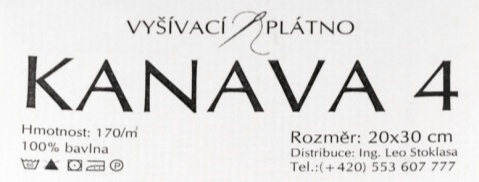 VYŠÍVACÍ PLÁTNO
KANAVA 4
Hmotnost: 170/m²
100% bavlna
Rozměr: 20x30 cm
Distribuce: Ing. Leo Stoklasa
Tel.:(+420) 553 607 777